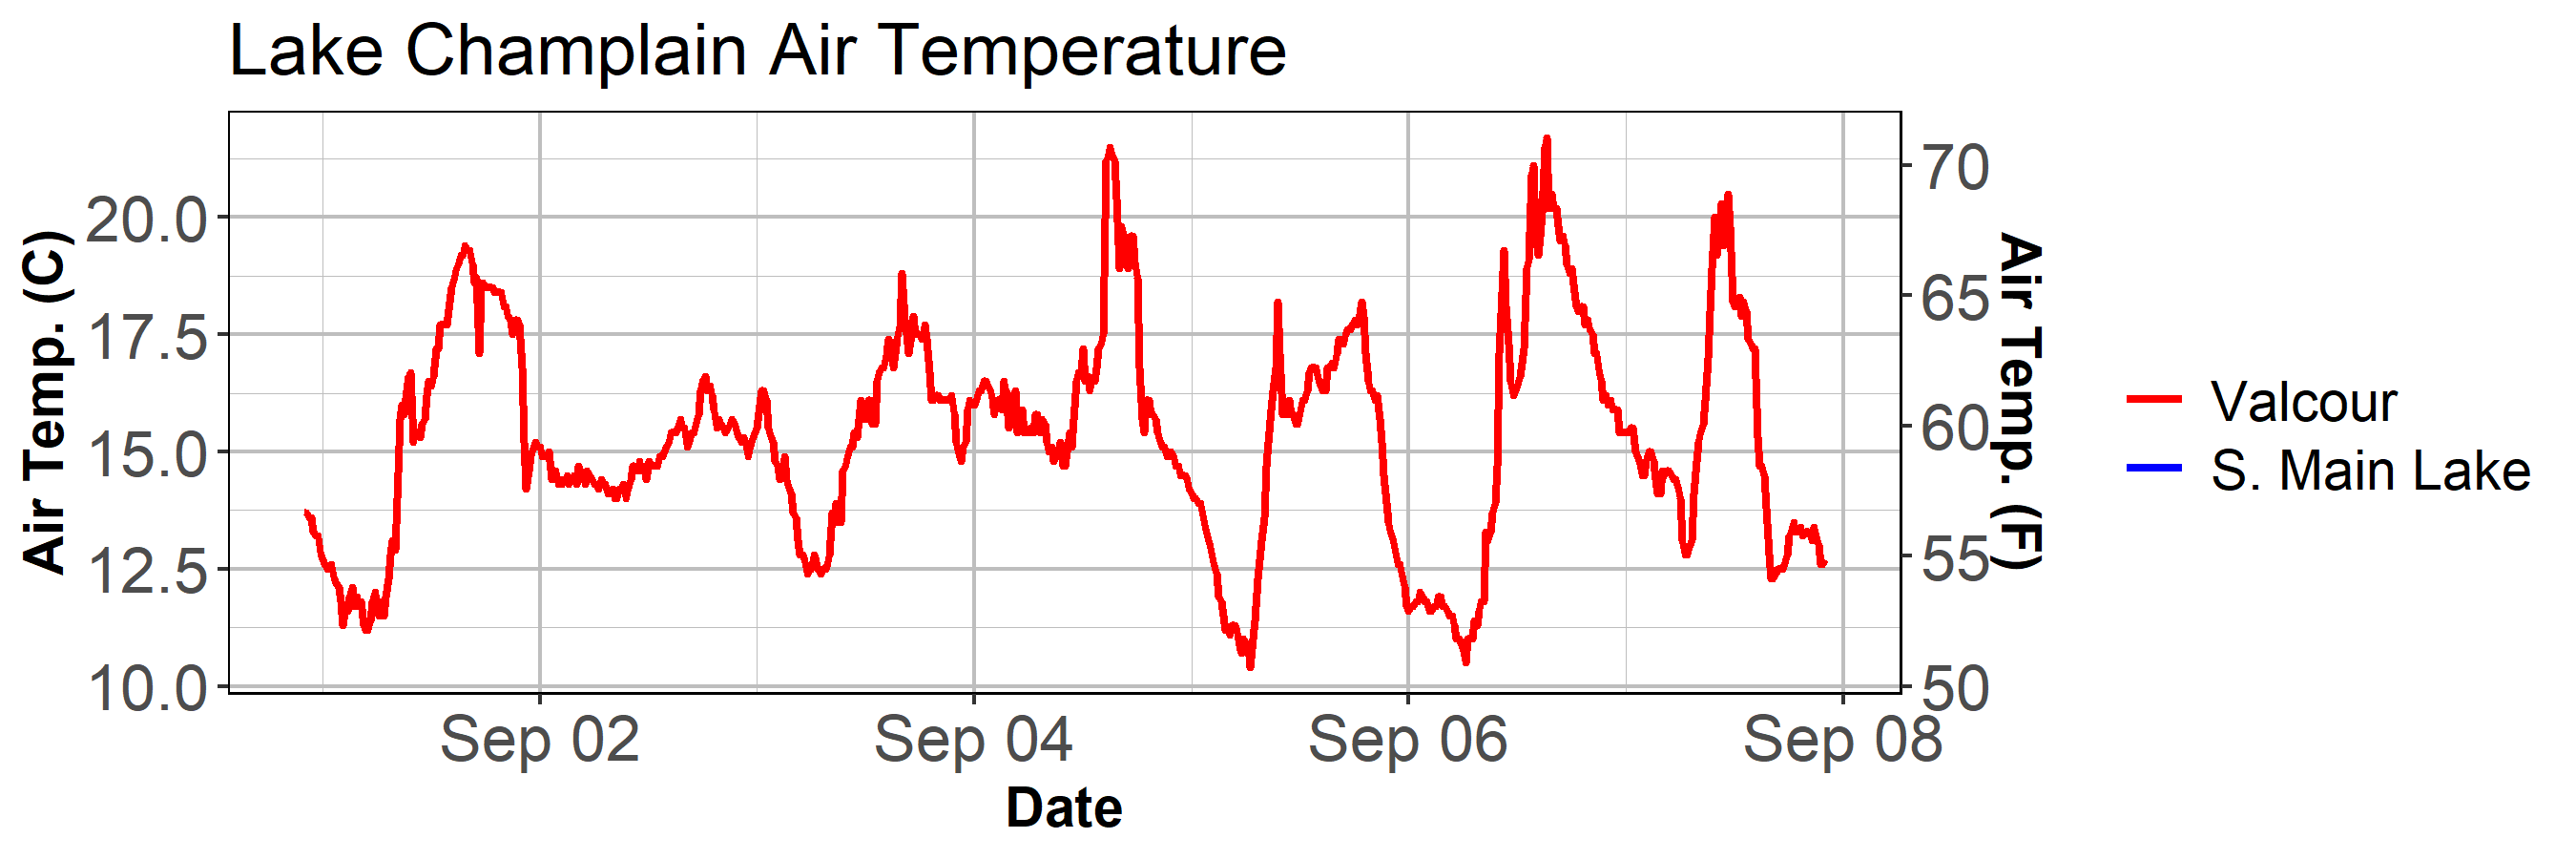 Lake Champlain Air Temperature
Air Temp. (C)
20.0
17.5
15.0
12.5
10.0
70
65
60
55
50
Air Temp. (F)
Sep 02
Sep 04
Sep 06
Sep 08
Date
Valcour
S. Main Lake